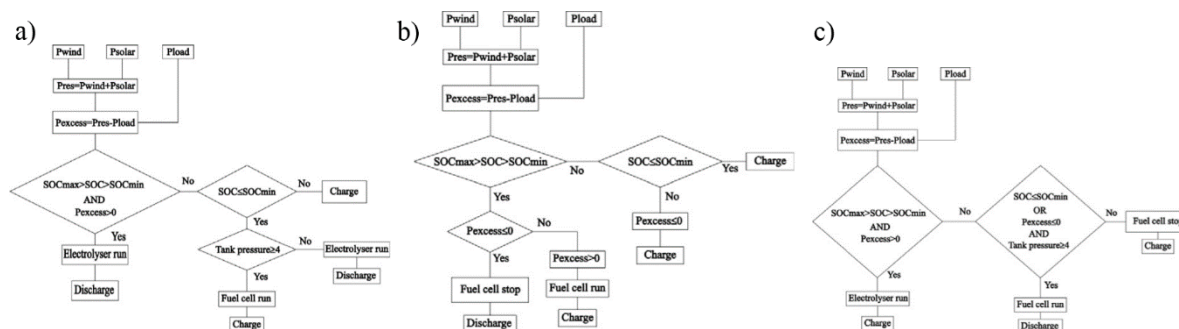 a)
Pwind
Psolar
Pload
Pres=Pwind+Psolar
Pexcess=Pres-Pload
SOCmax>SOC>SOCmin
AND
Pexcess>0
No
SOC≤SOCmin
No
Charge
Yes
Electrolyser run
Discharge
Yes
Tank pressure≥4
No
Electrolyser run
Discharge
Yes
Fuel cell run
Charge
b)
Pwind
Psolar
Pload
Pres=Pwind+Psolar
Pexcess=Pres-Pload
SOCmax>SOC>SOCmin
No
SOC≤SOCmin
Yes
Charge
Yes
No
Pexcess≤0
Charge
Pexcess≤0
No
Pexcess>0
Fuel cell run
Charge
Yes
Fuel cell stop
Discharge
c)
Pwind
Psolar
Pload
Pres=Pwind+Psolar
Pexcess=Pres-Pload
SOCmax>SOC>SOCmin
AND
Pexcess>0
No
SOC≤SOCmin
OR
Pexcess≤0
AND
Tank pressure≥4
No
Fuel cell stop
Charge
Yes
Electrolyser run
Charge
Yes
Fuel cell run
Discharge